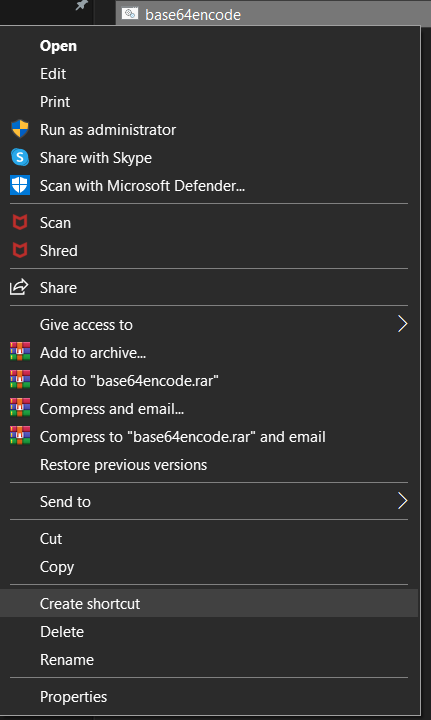 base64encode
Open
Edit
Print
Run as administrator
Share with Skype
Scan with Microsoft Defender...
Scan
Shred
Share
Give access to
Add to archive...
Add to "base64encode.rar"
Compress and email...
Compress to "base64encode.rar" and email
Restore previous versions
Send to
Cut
Copy
Create shortcut
Delete
Rename
Properties